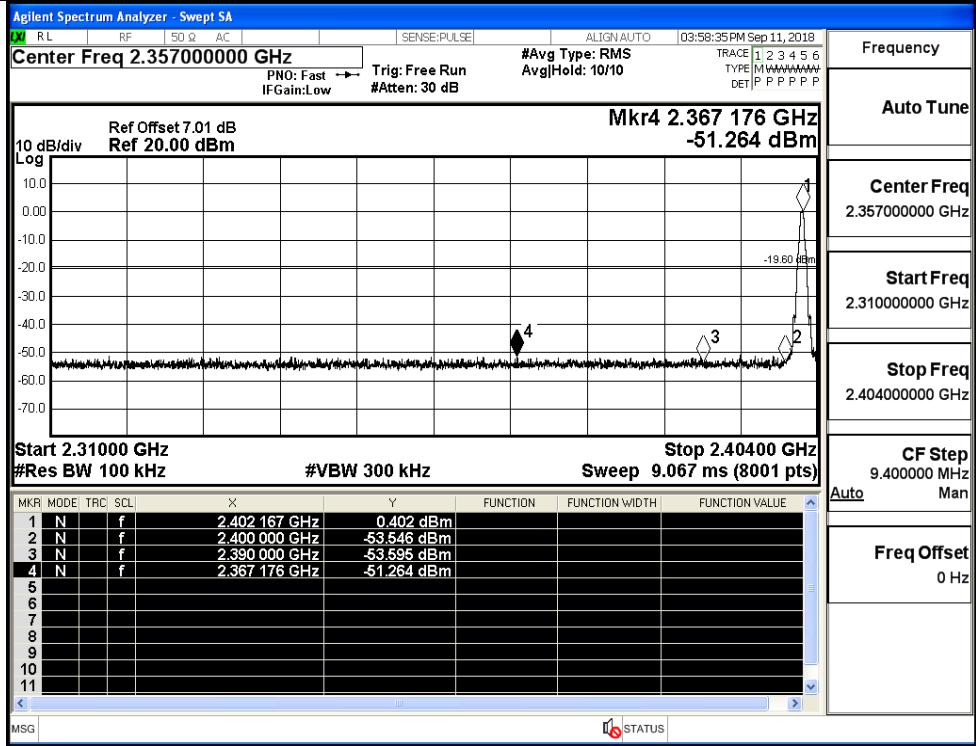 Agilent Spectrum Analyzer - Swept SA
LXI RL RF 50 Ω AC SENSE:PULSE ALIGN AUTO 03:58:35 PM Sep 11, 2018
Center Freq 2.357000000 GHz
PNO: Fast
IFGain:Low
Trig: Free Run
#Atten: 30 dB
#Avg Type: RMS
Avg|Hold: 10/10
TRACE 1 2 3 4 5 6
TYPE M WWWWW
DET P P P P P P
Frequency
Ref Offset 7.01 dB
10 dB/div Ref 20.00 dBm
Log
Mkr4 2.367 176 GHz
-51.264 dBm
10.0
0.00
-10.0
-20.0
-30.0
-40.0
-50.0
-60.0
-70.0
1
-19.60 dBm
4
3
2
Start 2.31000 GHz
Stop 2.40400 GHz
#Res BW 100 kHz #VBW 300 kHz Sweep 9.067 ms (8001 pts)
MKR MODE TRC SCL X Y FUNCTION FUNCTION WIDTH FUNCTION VALUE
1 N f 2.402 167 GHz 0.402 dBm
2 N f 2.400 000 GHz -53.546 dBm
3 N f 2.390 000 GHz -53.595 dBm
4 N f 2.367 176 GHz -51.264 dBm
5
6
7
8
9
10
11
MSG STATUS
Auto Tune
Center Freq
2.357000000 GHz
Start Freq
2.310000000 GHz
Stop Freq
2.404000000 GHz
CF Step
9.400000 MHz
Auto Man
Freq Offset
0 Hz